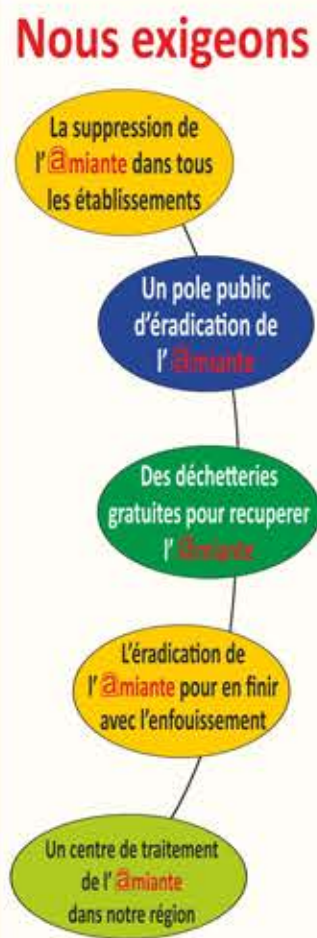 Nous exigeons
La suppression de
l'amiante dans tous
les établissements
Un pole public
d'éradication de
l' amiante
Des déchetteries
gratuites pour recuperer
l' amiante
L'éradication de
l'amiante pour en finir
avec l'enfouissement
Un centre de traitement
de l' amiante
dans notre région